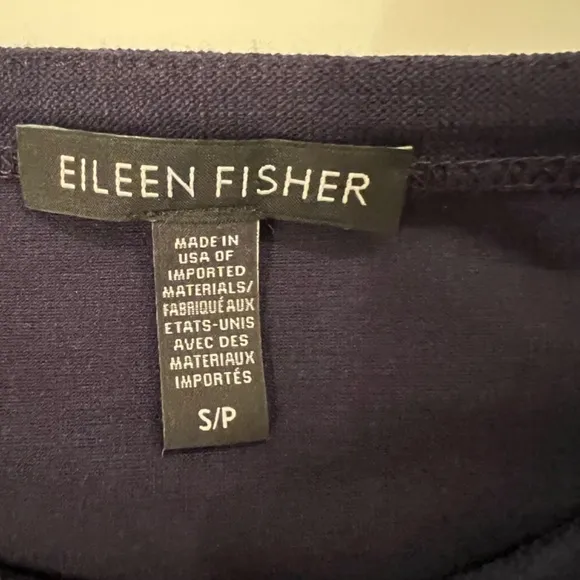 EILEEN FISHER
MADE IN
USA OF
IMPORTED
MATERIALS/
FABRIQUÉ AUX
ETATS-UNIS
AVEC DES
MATERIAUX
IMPORTÉS
S/P